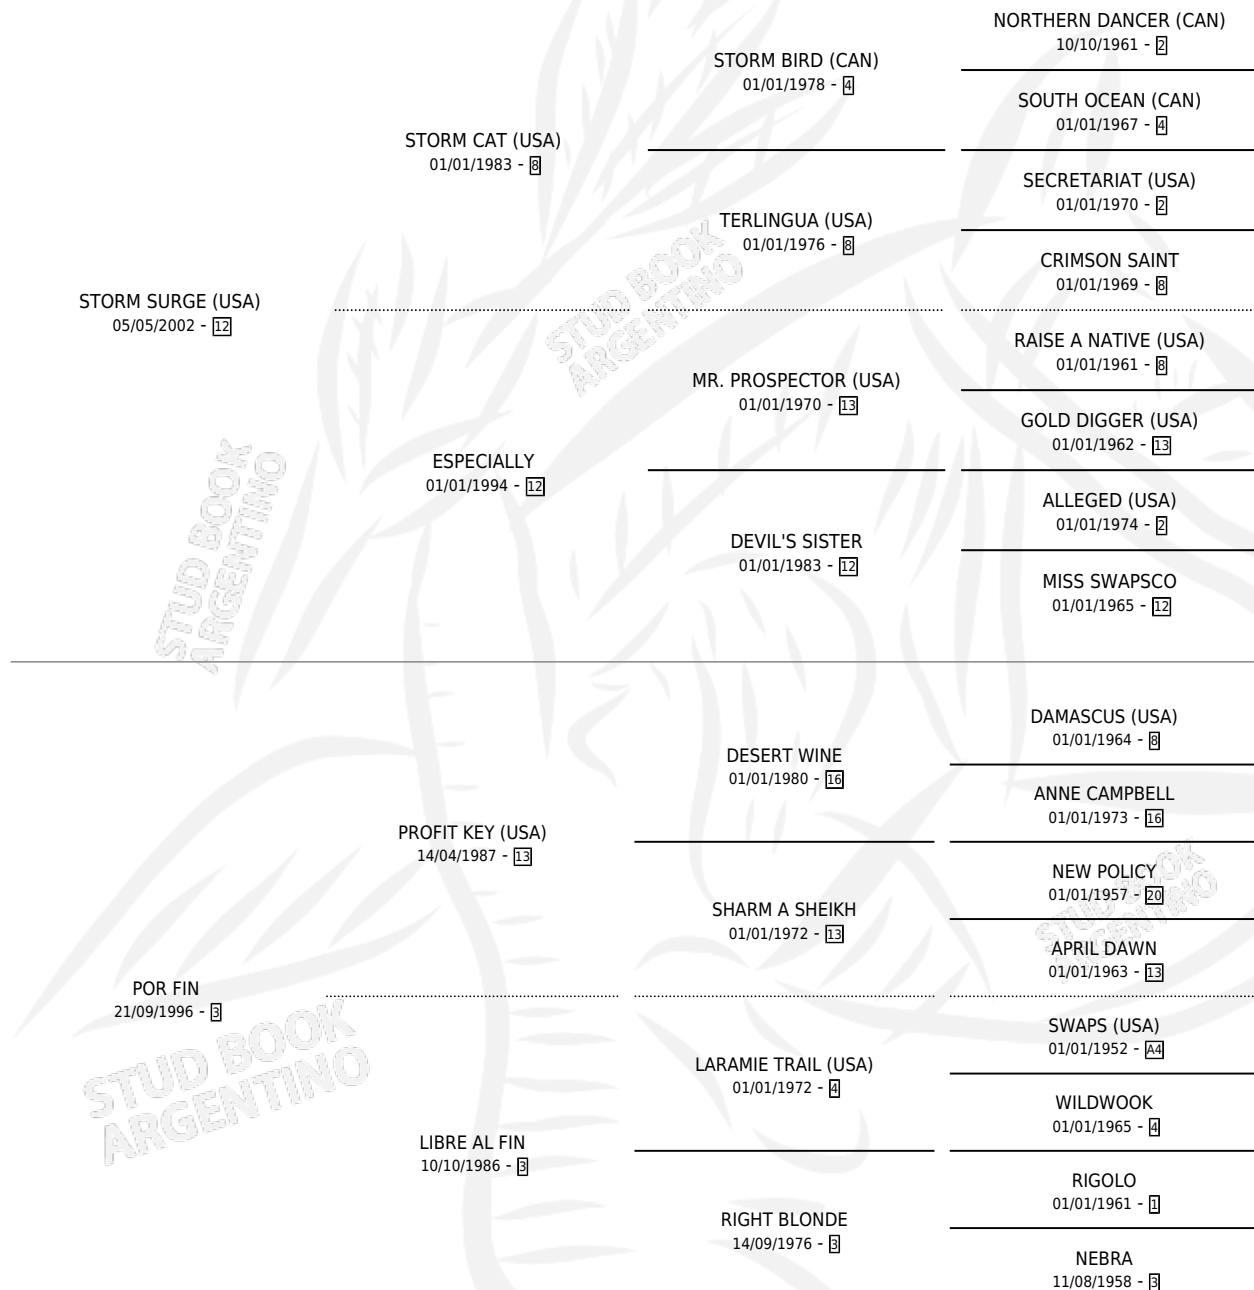 NORTHERN DANCER (CAN)
10/10/1961 - 2
STORM BIRD (CAN)
01/01/1978 - 4
SOUTH OCEAN (CAN)
01/01/1967 - 4
STORM CAT (USA)
01/01/1983 - 8
SECRETARIAT (USA)
01/01/1970 - 2
TERLINGUA (USA)
01/01/1976 - 8
CRIMSON SAINT
01/01/1969 - 8
STORM SURGE (USA)
05/05/2002 - 12
RAISE A NATIVE (USA)
01/01/1961 - 8
MR. PROSPECTOR (USA)
01/01/1970 - 13
GOLD DIGGER (USA)
01/01/1962 - 13
ESPECIALLY
01/01/1994 - 12
ALLEGED (USA)
01/01/1974 - 2
DEVIL'S SISTER
01/01/1983 - 12
MISS SWAPSCO
01/01/1965 - 12
DAMASCUS (USA)
01/01/1964 - 8
DESERT WINE
01/01/1980 - 16
ANNE CAMPBELL
01/01/1973 - 16
PROFIT KEY (USA)
14/04/1987 - 13
NEW POLICY
01/01/1957 - 20
SHARM A SHEIKH
01/01/1972 - 13
APRIL DAWN
01/01/1963 - 13
POR FIN
21/09/1996 - 3
SWAPS (USA)
01/01/1952 - A4
LARAMIE TRAIL (USA)
01/01/1972 - 4
WILDWOOK
01/01/1965 - 4
LIBRE AL FIN
10/10/1986 - 3
RIGOLO
01/01/1961 - 1
RIGHT BLONDE
14/09/1976 - 3
NEBRA
11/08/1958 - 3
STUD BOOK
ARGENTINO
STUD BOOK
ARGENTINO
STUD BOOK
ARGENTINO
STUD BOOK
ARGENTINO